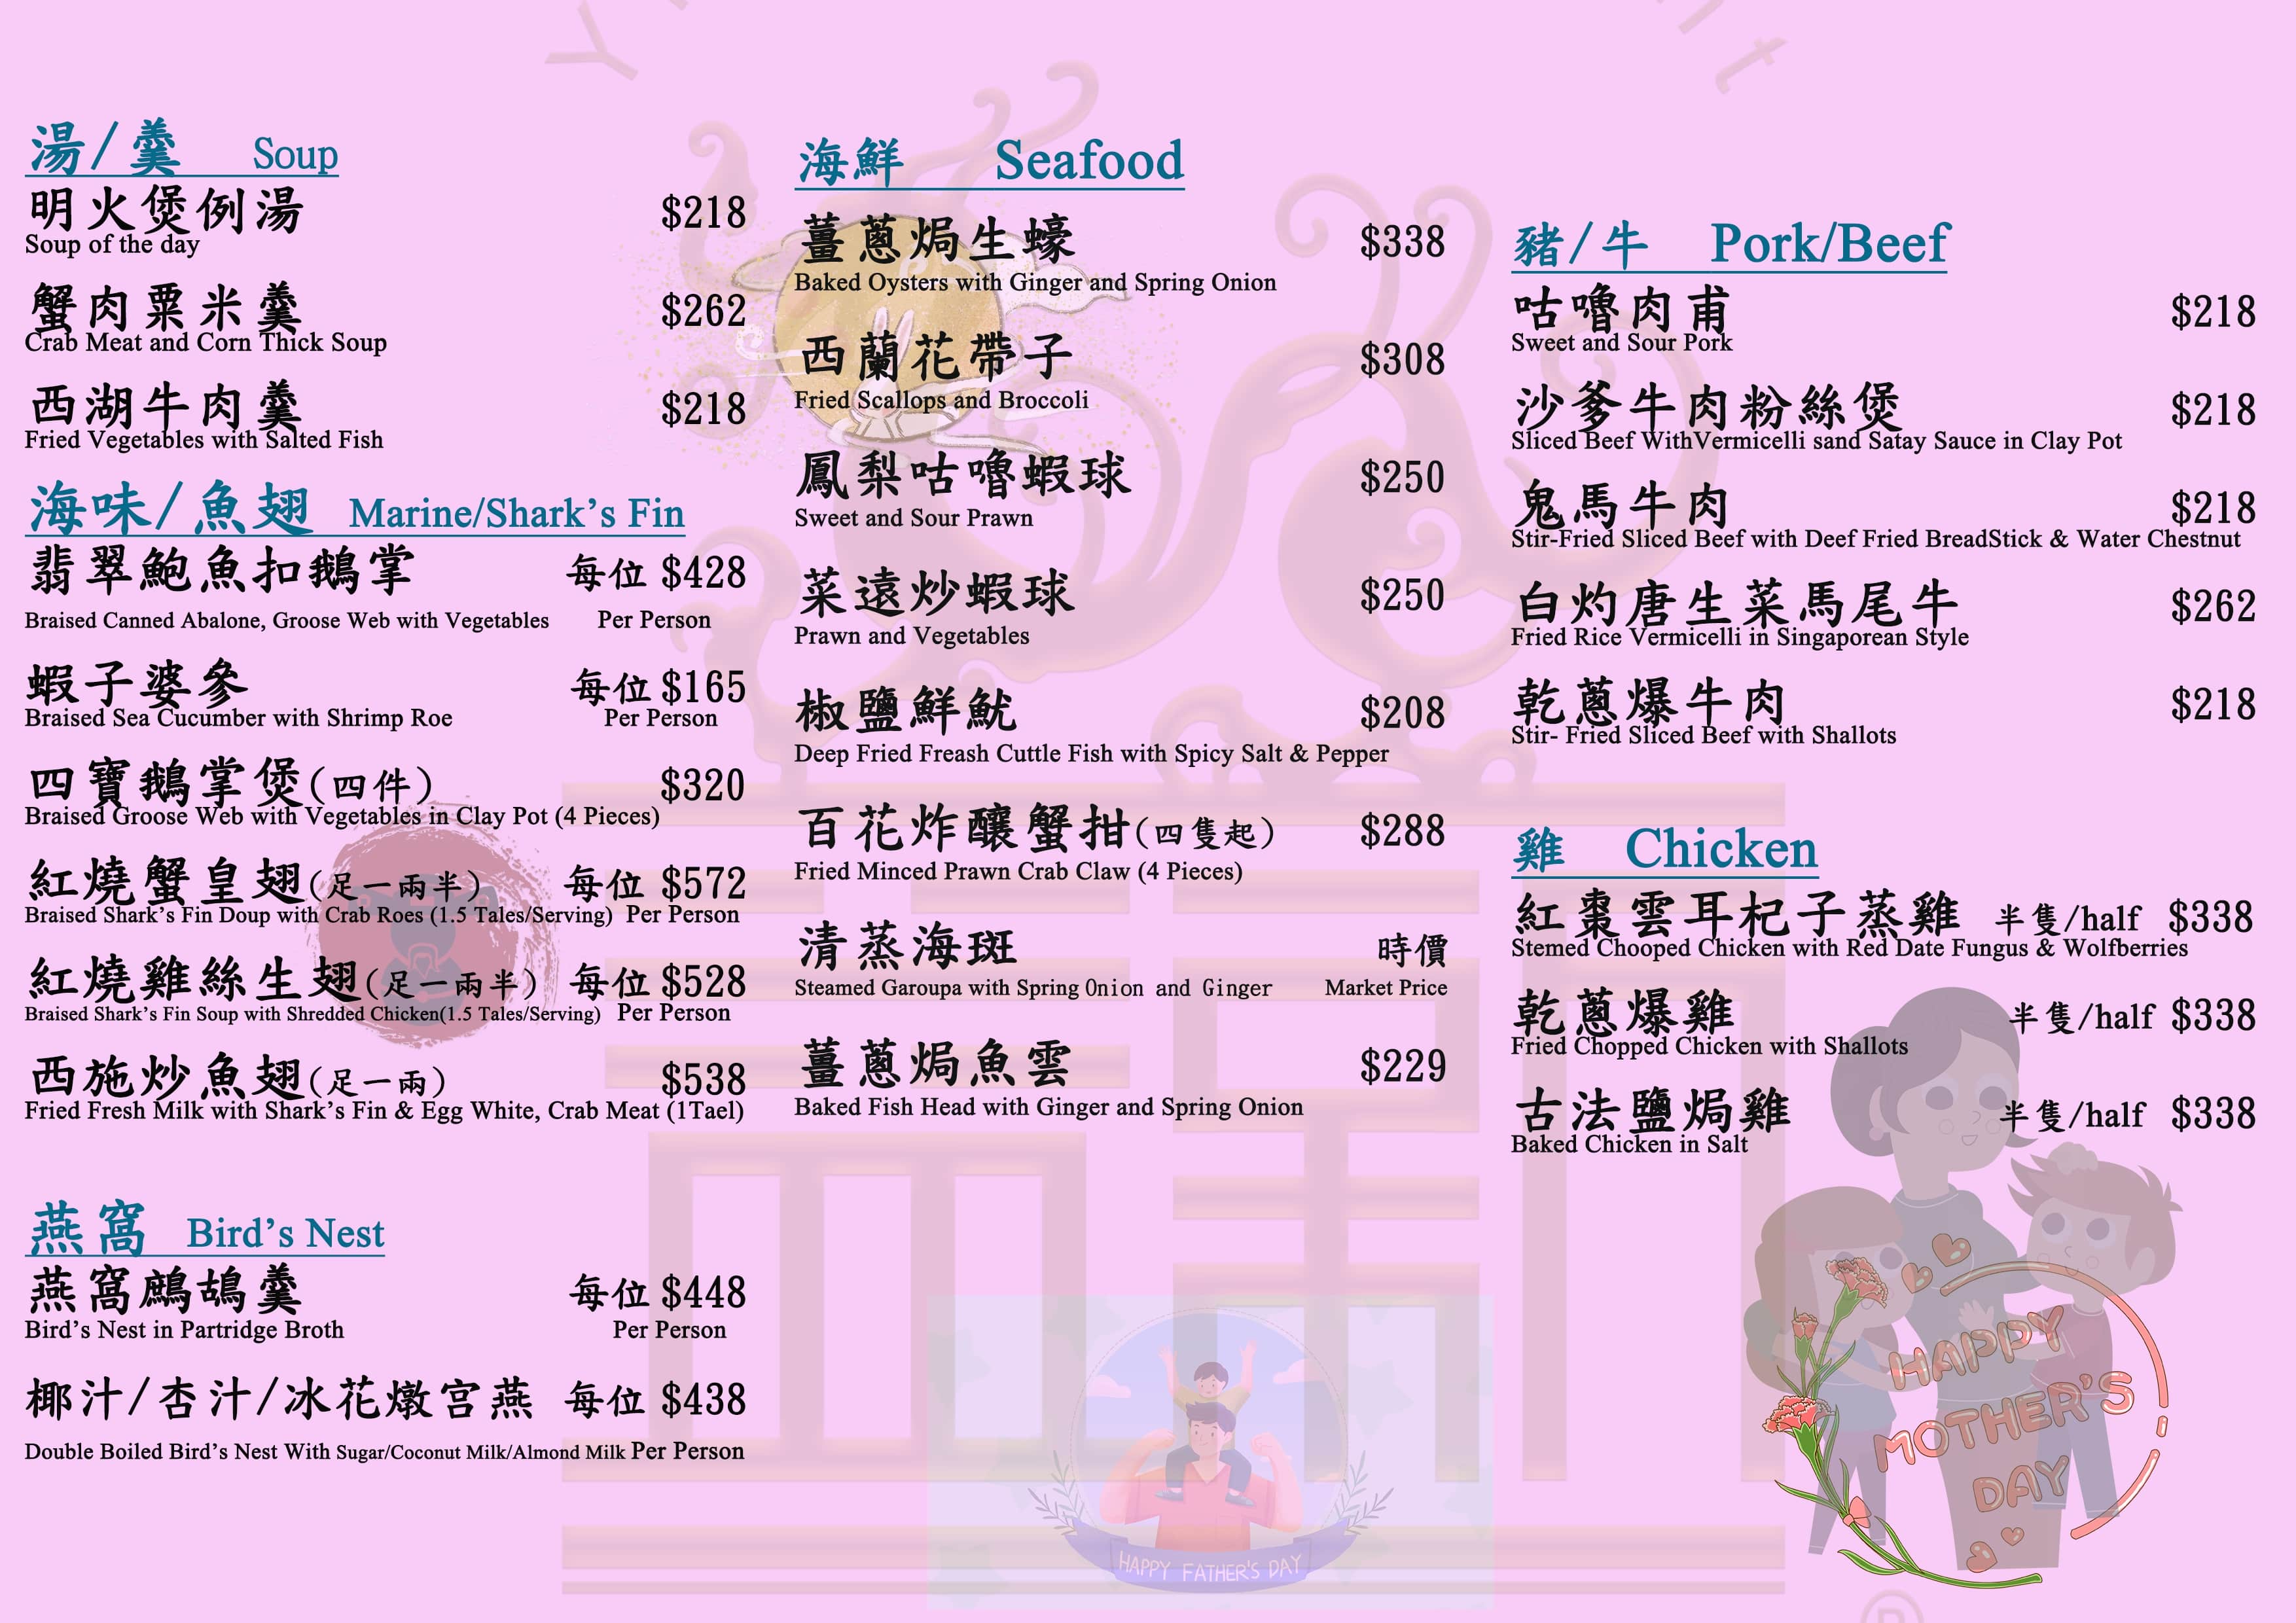 湯/羹 Soup
明火煲例湯 $218
Soup of the day
蟹肉粟米羹 $262
Crab Meat and Corn Thick Soup
西湖牛肉羹 $218
Fried Vegetables with Salted Fish
海味/魚翅 Marine/Shark's Fin
翡翠鮑魚扣鵝掌 每位 $428
Braised Canned Abalone, Groose Web with Vegetables Per Person
蝦子婆參 每位 $165
Braised Sea Cucumber with Shrimp Roe Per Person
四寶鵝掌煲(四件) $320
Braised Groose Web with Vegetables in Clay Pot (4 Pieces)
紅燒蟹皇翅(足一兩半) 每位 $572
Braised Shark's Fin Doup with Crab Roes (1.5 Tales/Serving) Per Person
紅燒雞絲生翅(足一兩半) 每位 $528
Braised Shark's Fin Soup with Shredded Chicken(1.5 Tales/Serving) Per Person
西施炒魚翅(足一兩) $538
Fried Fresh Milk with Shark's Fin & Egg White, Crab Meat (1Tael)
燕窩 Bird's Nest
燕窩鷓鴣羹 每位 $448
Bird's Nest in Partridge Broth Per Person
椰汁/杏汁/冰花燉宮燕 每位 $438
Double Boiled Bird's Nest With Sugar/Coconut Milk/Almond Milk Per Person
海鮮 Seafood
薑蔥焗生蠔 $338
Baked Oysters with Ginger and Spring Onion
西蘭花帶子 $308
Fried Scallops and Broccoli
鳳梨咕嚕蝦球 $250
Sweet and Sour Prawn
菜遠炒蝦球 $250
Prawn and Vegetables
椒鹽鮮魷 $208
Deep Fried Freash Cuttle Fish with Spicy Salt & Pepper
百花炸釀蟹拑(四隻起) $288
Fried Minced Prawn Crab Claw (4 Pieces)
清蒸海斑 時價
Steamed Garoupa with Spring Onion and Ginger Market Price
薑蔥焗魚雲 $229
Baked Fish Head with Ginger and Spring Onion
豬/牛 Pork/Beef
咕嚕肉甫 $218
Sweet and Sour Pork
沙爹牛肉粉絲煲 $218
Sliced Beef WithVermicelli sand Satay Sauce in Clay Pot
鬼馬牛肉 $218
Stir-Fried Sliced Beef with Deef Fried BreadStick & Water Chestnut
白灼唐生菜馬尾牛 $262
Fried Rice Vermicelli in Singaporean Style
乾蔥爆牛肉 $218
Stir- Fried Sliced Beef with Shallots
雞 Chicken
紅棗雲耳杞子蒸雞 半隻/half $338
Stemed Chooped Chicken with Red Date Fungus & Wolfberries
乾蔥爆雞 半隻/half $338
Fried Chopped Chicken with Shallots
古法鹽焗雞 半隻/half $338
Baked Chicken in Salt
HAPPY
MOTHER'S
DAY
HAPPY FATHER'S DAY